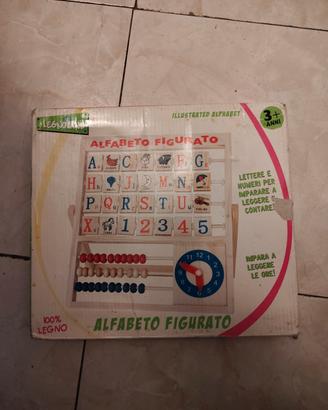 ILLUSTRATED ALPHABET
3+
ANNI
ALFABETO FIGURATO
A C E G
H J M N
P Q R S T U
X 1 2 3 4 5
LETTERE E
NUMERI PER
IMPARARE A
LEGGERE E
CONTARE!
12
IMPARA A
LEGGERE
LE ORE!
100%
LEGNO
ALFABETO FIGURATO